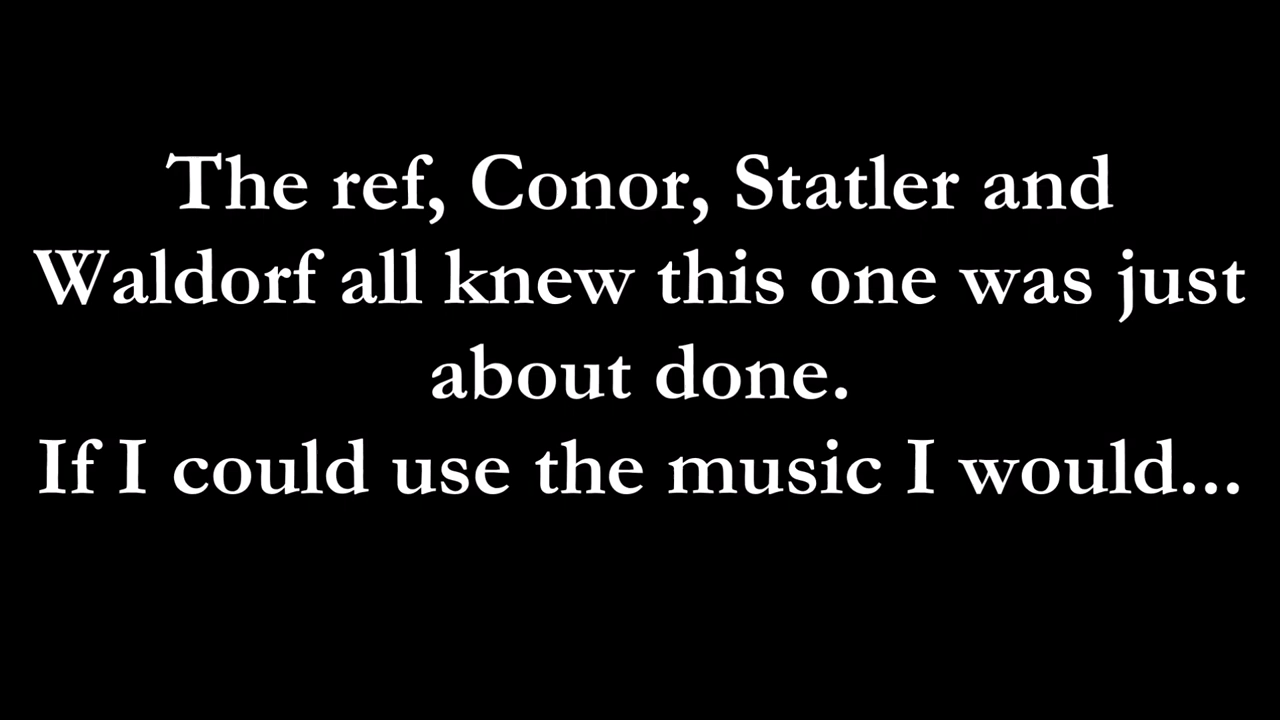 The ref, Conor, Statler and
Waldorf all knew this one was just
about done.
If I could use the music I would...